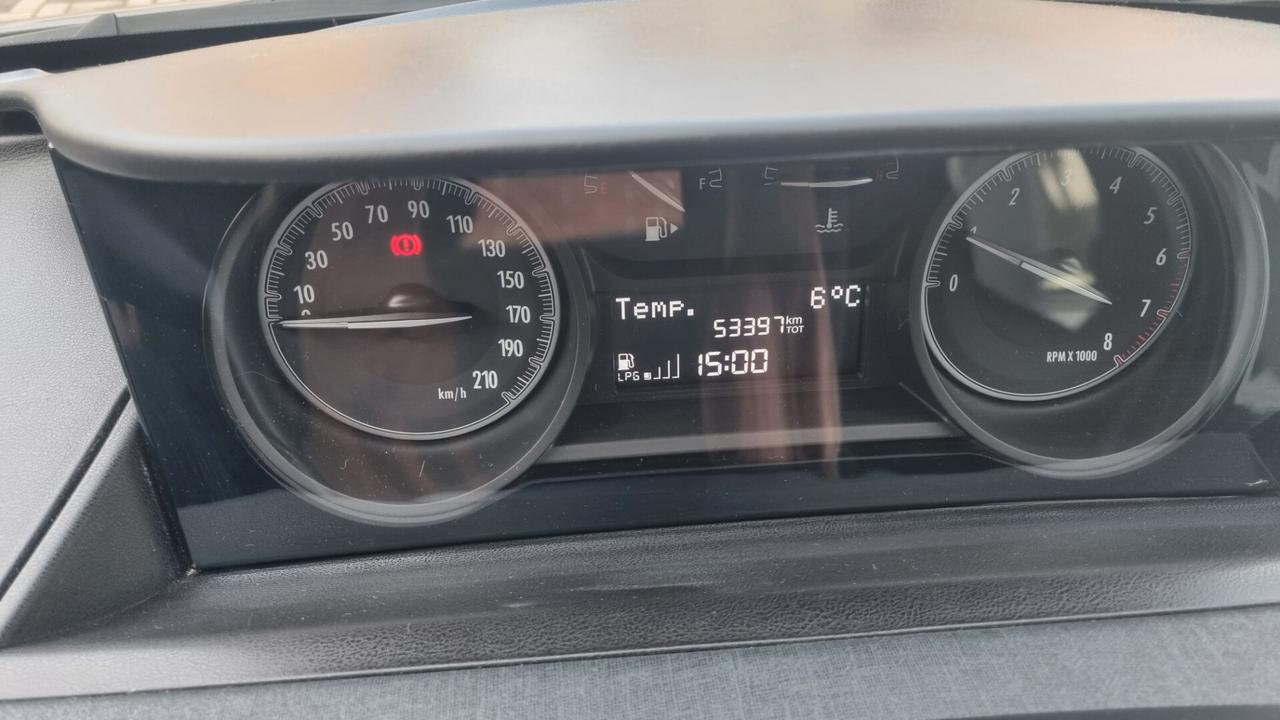 10 30 50 70 90 110 130 150 170 190 210
km/h
E F
Temp. 6°C
53397 km TOT
LPG 15:00
0 1 2 3 4 5 6 7 8
RPM X 1000